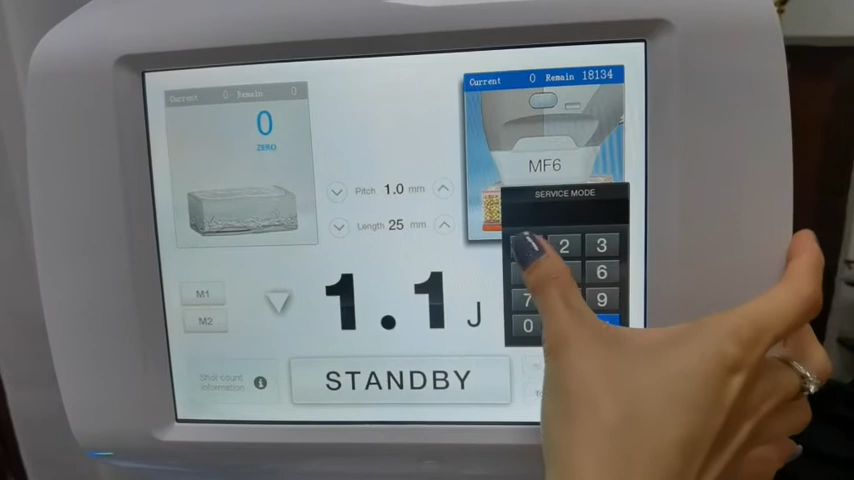 Current 0 Remain 0
0
ZERO
Current 0 Remain 18134
MF6
Pitch 1.0 mm
Length 25 mm
SERVICE MODE
2 3
6
7 9
0
M1
M2
1.1 J
Shot count
information
STANDBY